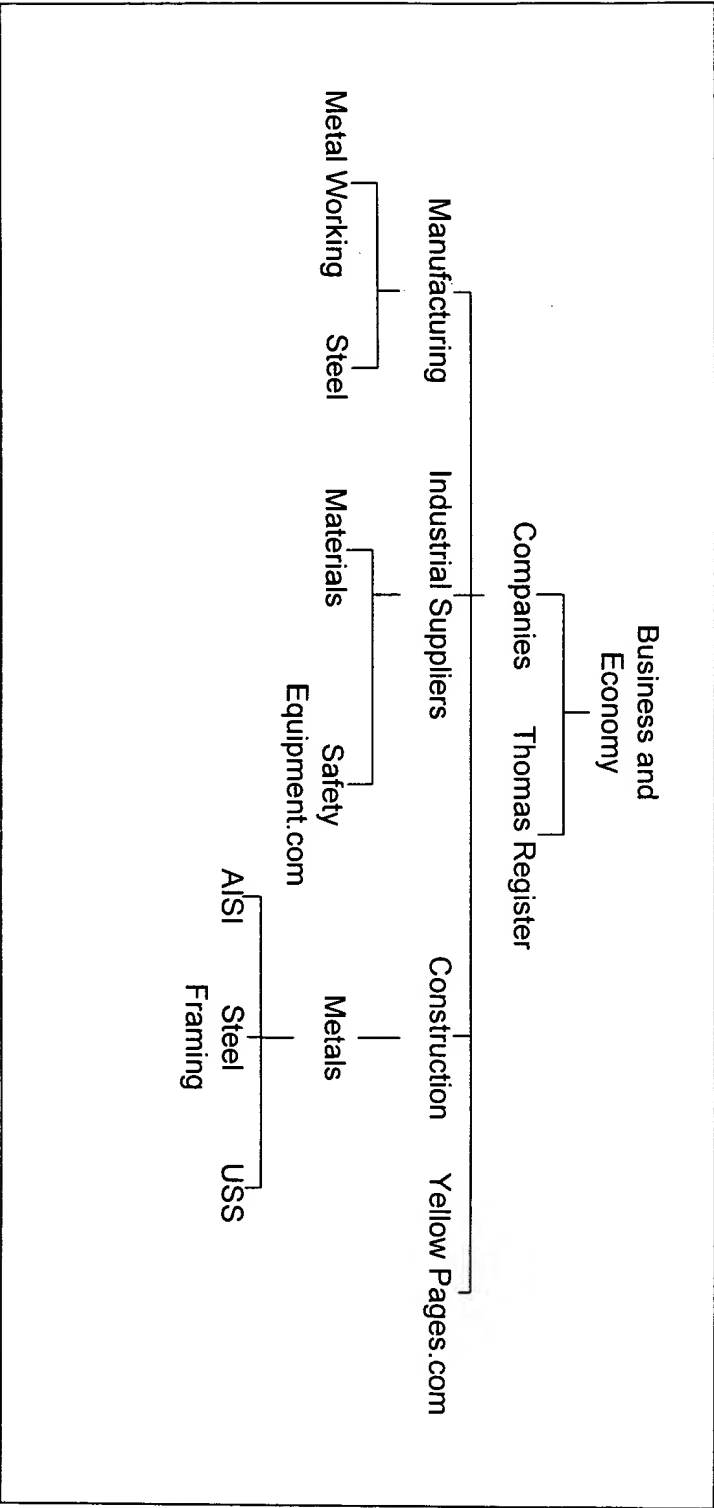 Business and
Economy
Companies
Thomas Register
Manufacturing
Industrial Suppliers
Construction
Yellow Pages.com
Metal Working
Steel
Materials
Safety
Equipment.com
Metals
AISI
Steel
Framing
USS